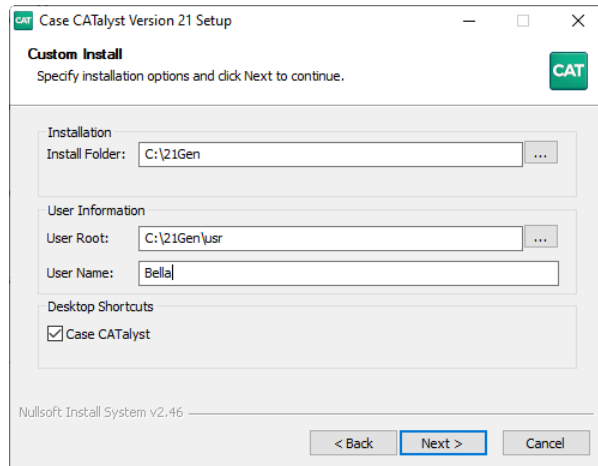 CAT Case CATalyst Version 21 Setup
Custom Install
Specify installation options and click Next to continue.
CAT
Installation
Install Folder: C:\21Gen ...
User Information
User Root: C:\21Gen\usr ...
User Name: Bella
Desktop Shortcuts
Case CATalyst
Nullsoft Install System v2.46
< Back Next > Cancel